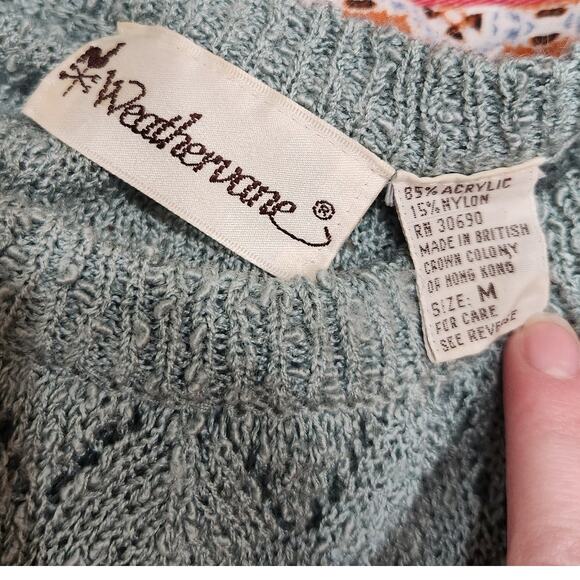 Weathervane®
85% ACRYLIC
15% NYLON
RN 30690
MADE IN BRITISH
CROWN COLONY
OF HONG KONG
SIZE: M
FOR CARE
SEE REVERSE